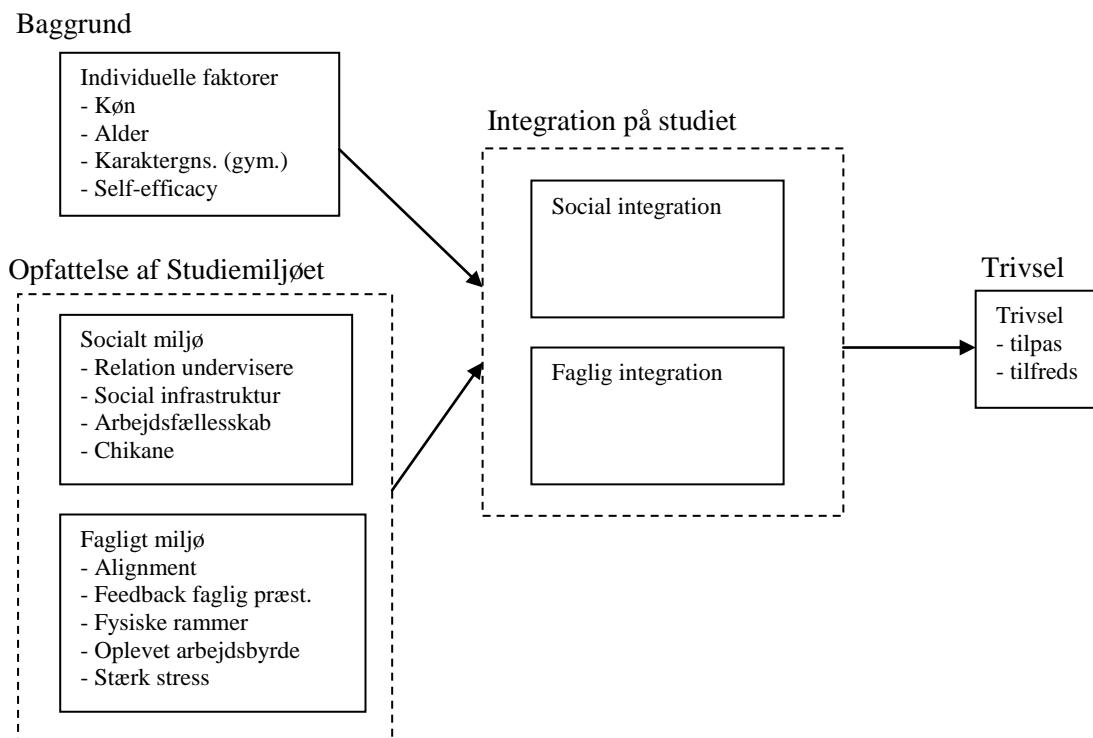 Baggrund
Individuelle faktorer
- Køn
- Alder
- Karaktergns. (gym.)
- Self-efficacy
Opfattelse af Studiemiljøet
Socialt miljø
- Relation undervisere
- Social infrastruktur
- Arbejdsfællesskab
- Chikane
Fagligt miljø
- Alignment
- Feedback faglig præst.
- Fysiske rammer
- Oplevet arbejdsbyrde
- Stærk stress
Integration på studiet
Social integration
Faglig integration
Trivsel
Trivsel
- tilpas
- tilfreds